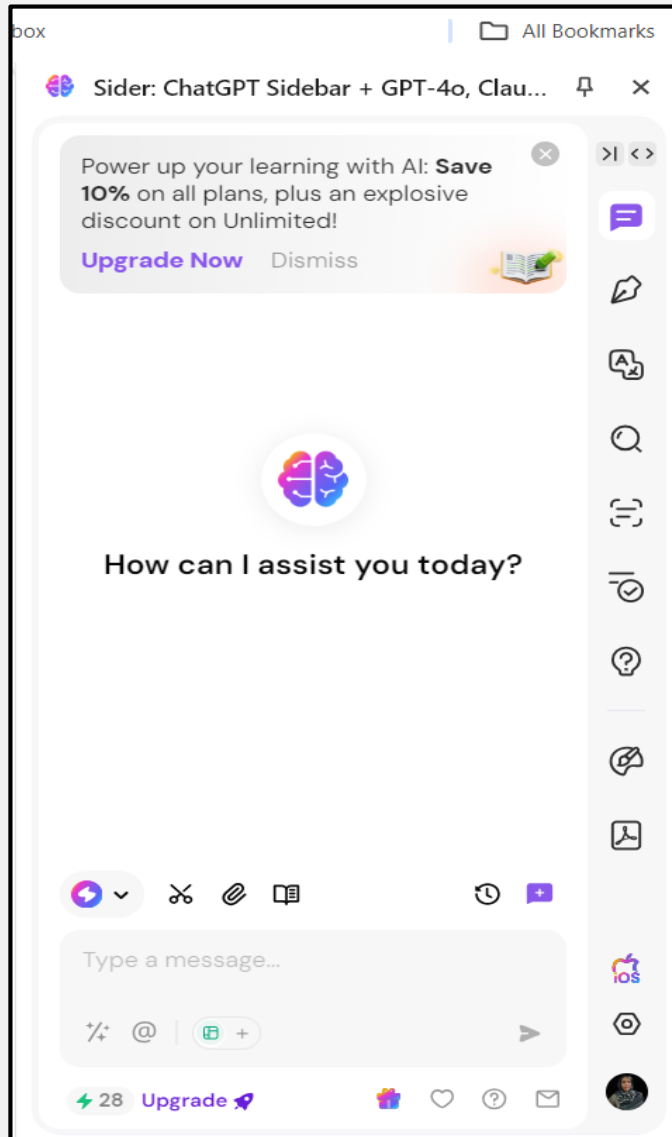 box
All Bookmarks
Sider: ChatGPT Sidebar + GPT-4o, Clau...
Power up your learning with AI: Save
10% on all plans, plus an explosive
discount on Unlimited!
Upgrade Now Dismiss
How can I assist you today?
Type a message...
28 Upgrade
iOS